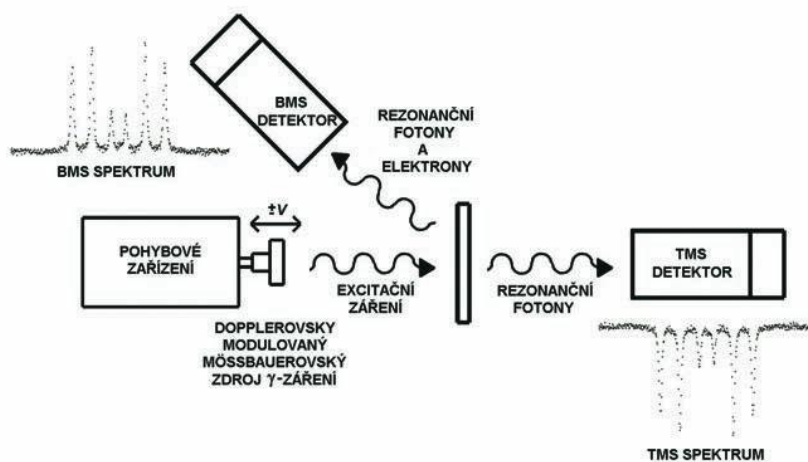 BMS
DETEKTOR
REZONANČNÍ
FOTONY
A
ELEKTRONY
BMS SPEKTRUM
±V
POHYBOVÉ
ZAŘÍZENÍ
EXCITAČNÍ
ZÁŘENÍ
REZONANČNÍ
FOTONY
TMS
DETEKTOR
DOPPLEROVSKY
MODULOVANÝ
MÖSSBAUEROVSKÝ
ZDROJ γ-ZÁŘENÍ
TMS SPEKTRUM